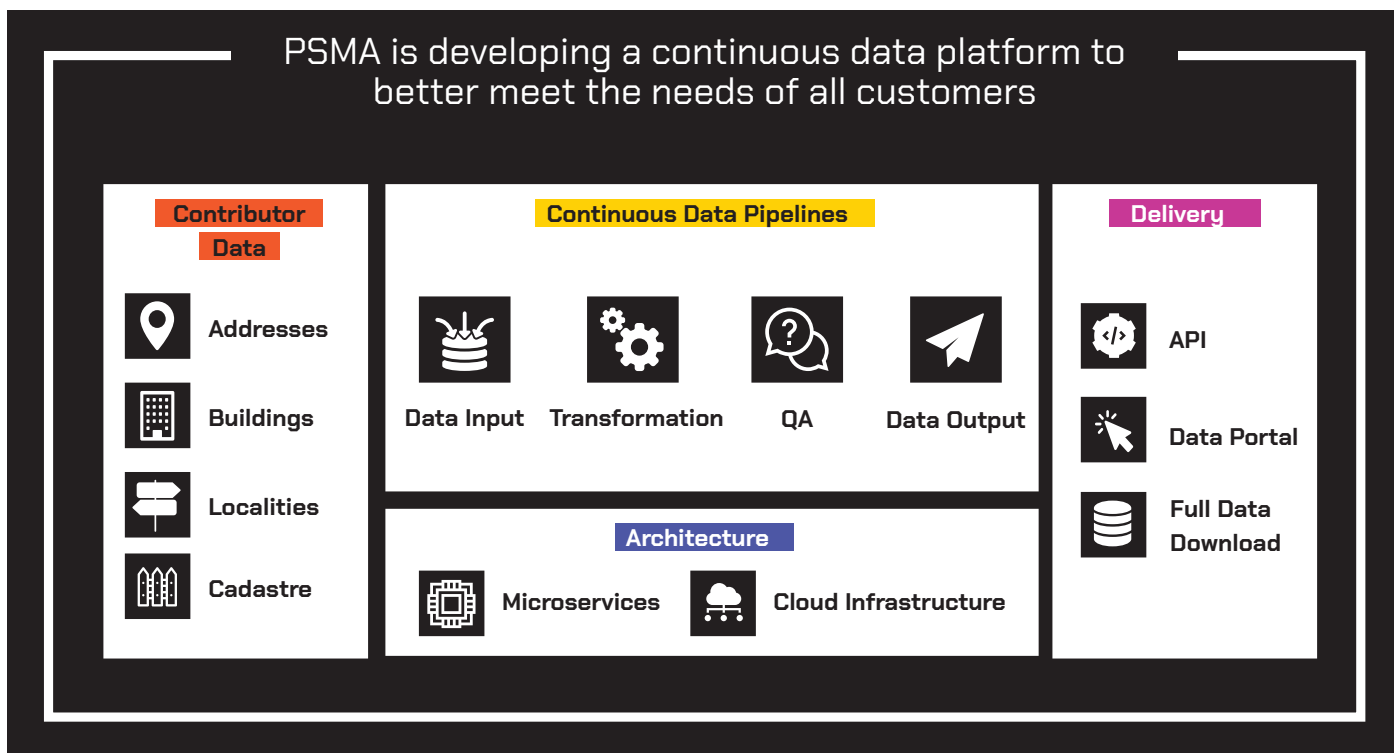 PSMA is developing a continuous data platform to
better meet the needs of all customers
Contributor
Data
Addresses
Buildings
Localities
Cadastre
Continuous Data Pipelines
?
Data Input
Transformation
QA
Data Output
Architecture
Microservices
Cloud Infrastructure
Delivery
</>
API
Data Portal
Full Data
Download